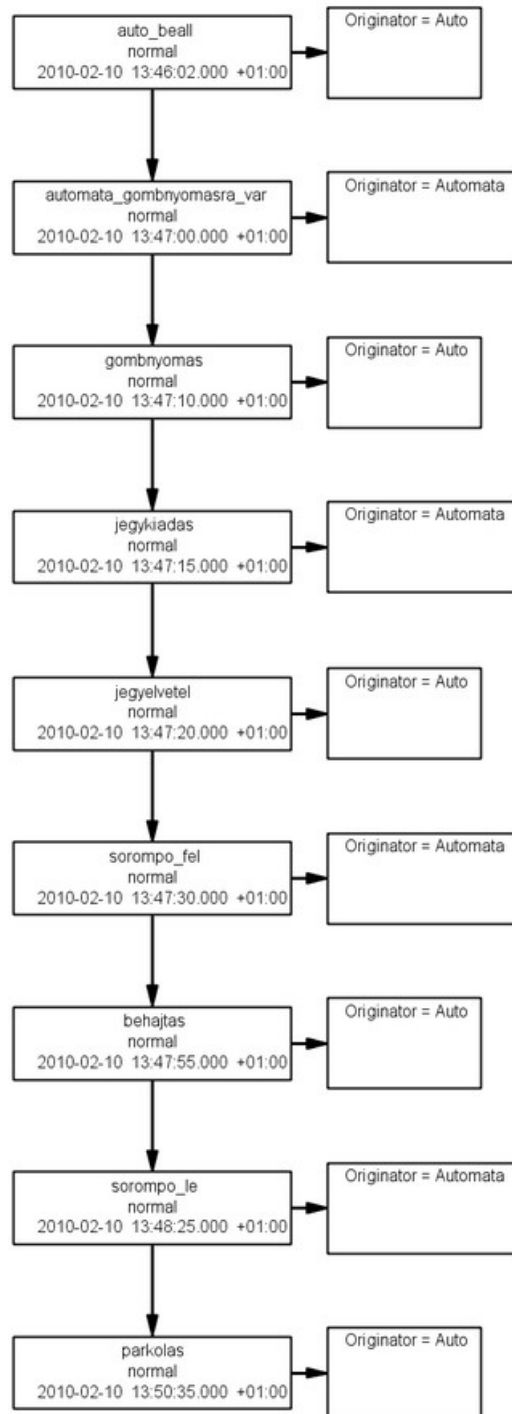 auto_beall
normal
2010-02-10 13:46:02.000 +01:00
Originator = Auto
automata_gombnyomasra_var
normal
2010-02-10 13:47:00.000 +01:00
Originator = Automata
gombnyomas
normal
2010-02-10 13:47:10.000 +01:00
Originator = Auto
jegykiadas
normal
2010-02-10 13:47:15.000 +01:00
Originator = Automata
jegyelvetel
normal
2010-02-10 13:47:20.000 +01:00
Originator = Auto
sorompo_fel
normal
2010-02-10 13:47:30.000 +01:00
Originator = Automata
behajtas
normal
2010-02-10 13:47:55.000 +01:00
Originator = Auto
sorompo_le
normal
2010-02-10 13:48:25.000 +01:00
Originator = Automata
parkolas
normal
2010-02-10 13:50:35.000 +01:00
Originator = Auto